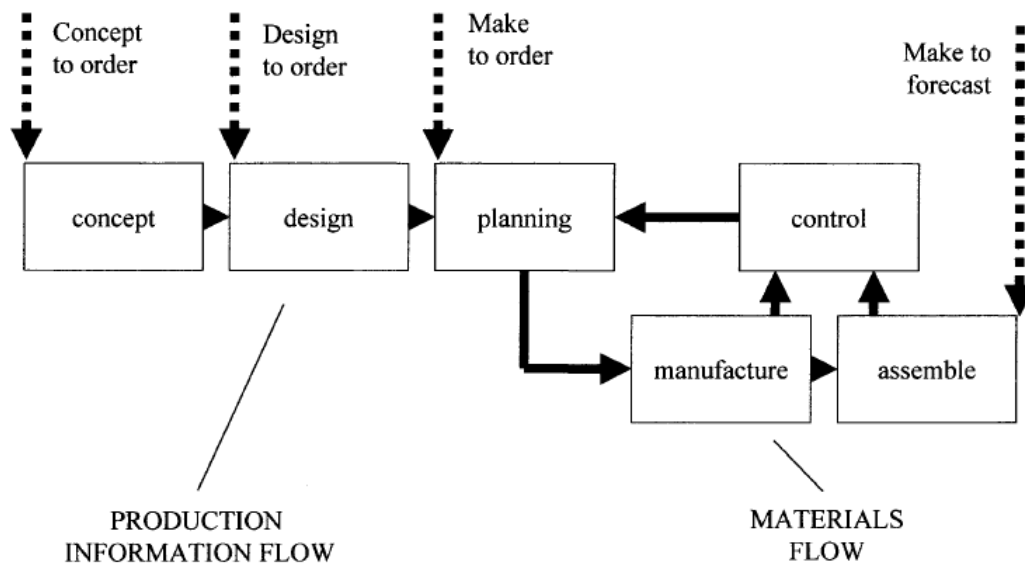 Concept
to order
Design
to order
Make
to order
Make to
forecast
concept
design
planning
control
manufacture
assemble
PRODUCTION
INFORMATION FLOW
MATERIALS
FLOW